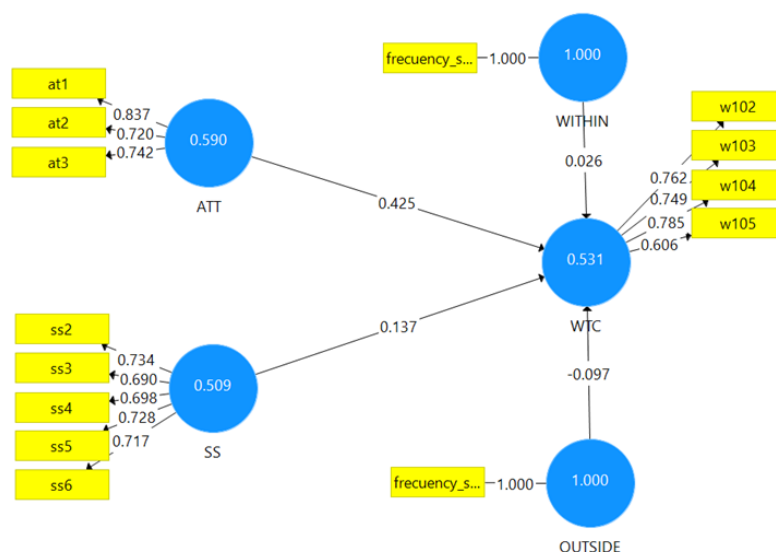 frecuency_s...
1.000
1.000
WITHIN
at1
at2
at3
0.837
0.720
0.742
0.590
ATT
0.425
0.026
w102
w103
w104
w105
0.762
0.749
0.785
0.606
0.531
WTC
ss2
ss3
ss4
ss5
ss6
0.734
0.690
0.698
0.728
0.717
0.509
SS
0.137
-0.097
frecuency_s...
1.000
1.000
OUTSIDE